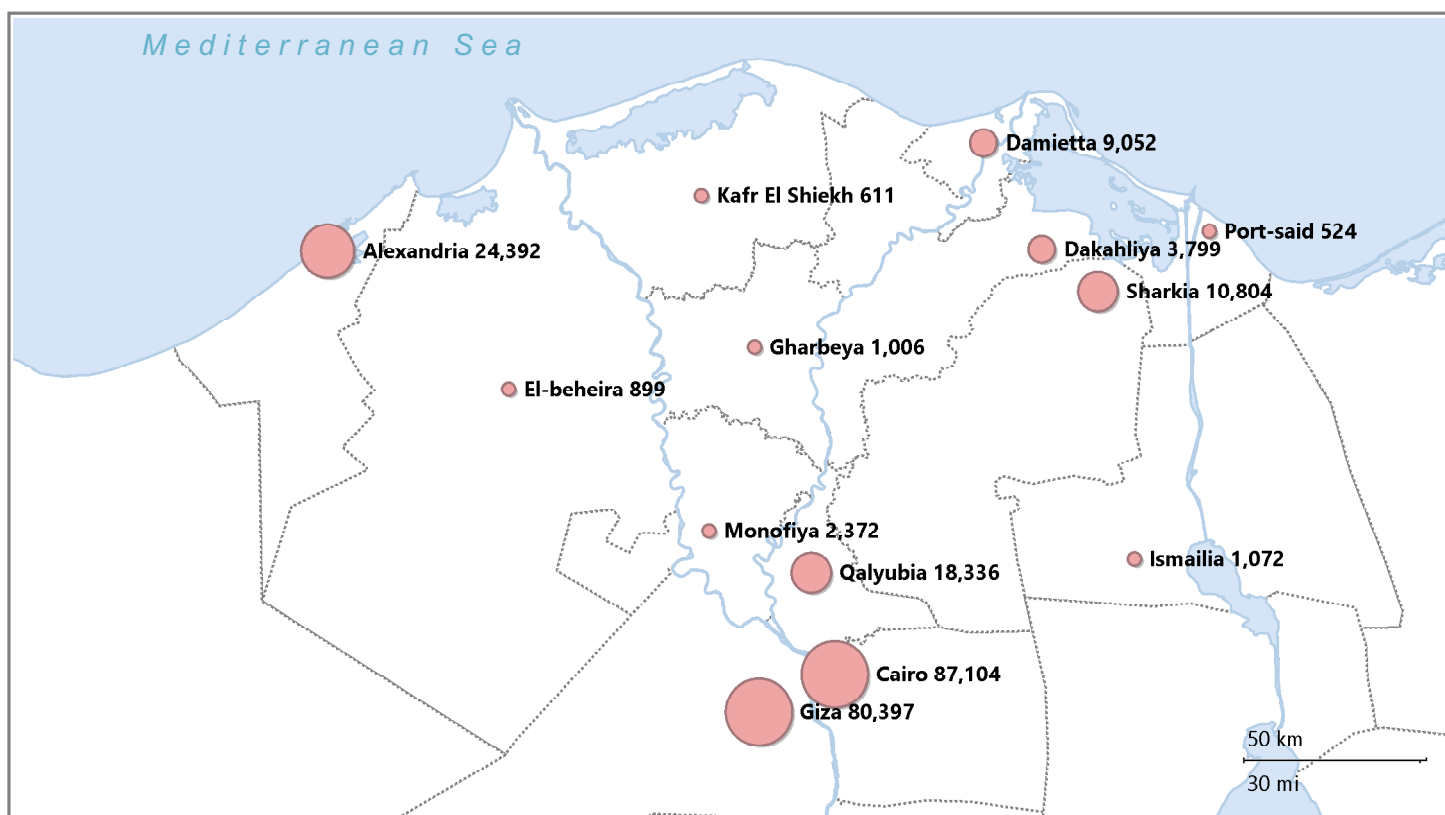 Mediterranean Sea
Damietta 9,052
Kafr El Shiekh 611
Port-said 524
Alexandria 24,392
Dakahliya 3,799
Sharkia 10,804
Gharbeya 1,006
El-beheira 899
Monofiya 2,372
Ismailia 1,072
Qalyubia 18,336
Cairo 87,104
Giza 80,397
50 km
30 mi